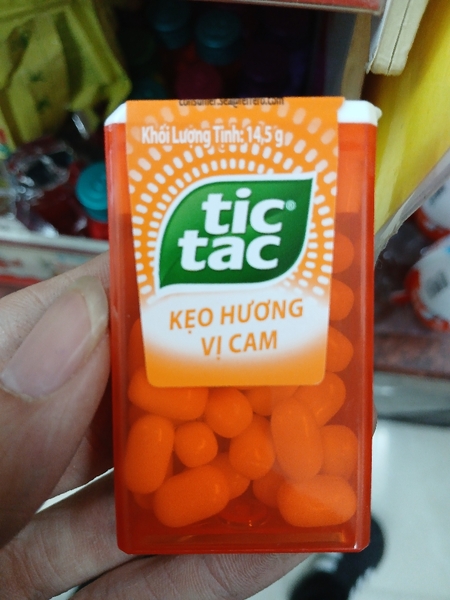 Khối Lượng Tịnh: 14,5 g
tic®
tac
KẸO HƯƠNG
VỊ CAM